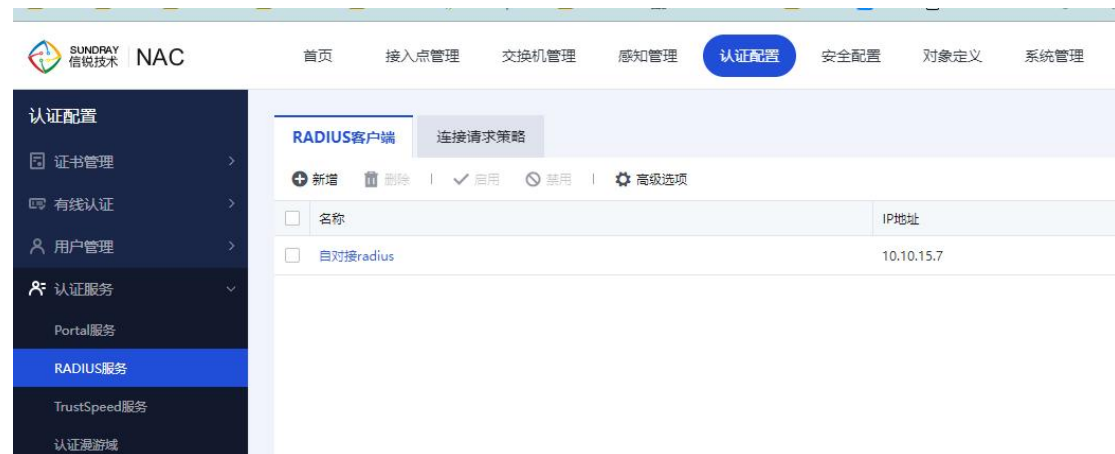 SUNDRAY
信锐技术 NAC 首页 接入点管理 交换机管理 感知管理 认证配置 安全配置 对象定义 系统管理
认证配置
RADIUS客户端 连接请求策略
证书管理
新增 删除 启用 禁用 高级选项
有线认证
名称 IP地址
用户管理
自对接radius 10.10.15.7
认证服务
Portal服务
RADIUS服务
TrustSpeed服务
认证漫游域